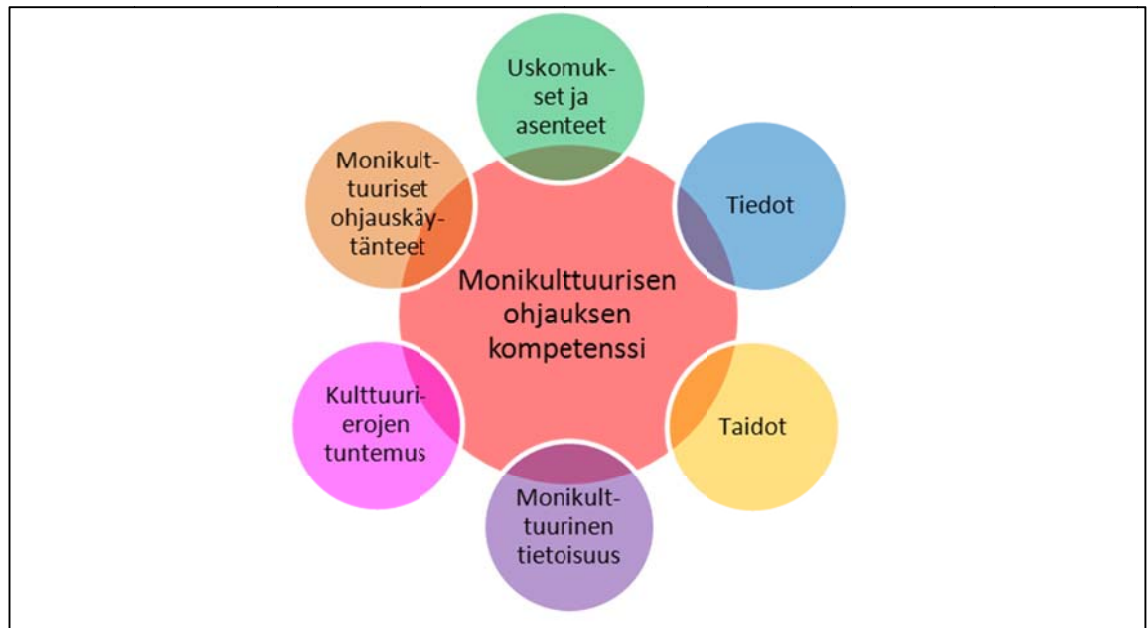 Uskomuk-
set ja
asenteet
Tiedot
Taidot
Monikult-
tuurinen
tietoisuus
Kulttuuri-
erojen
tuntemus
Monikult-
tuuriset
ohjauskäy-
tänteet
Monikulttuurisen
ohjauksen
kompetenssi